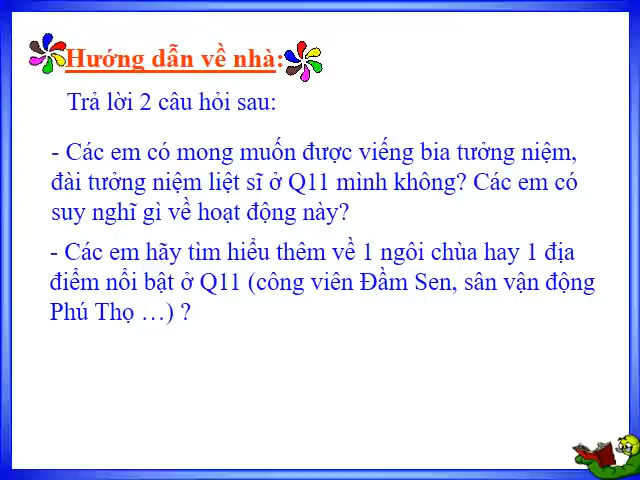 Hướng dẫn về nhà:
Trả lời 2 câu hỏi sau:
- Các em có mong muốn được viếng bia tưởng niệm,
đài tưởng niệm liệt sĩ ở Q11 mình không? Các em có
suy nghĩ gì về hoạt động này?
- Các em hãy tìm hiểu thêm về 1 ngôi chùa hay 1 địa
điểm nổi bật ở Q11 (công viên Đầm Sen, sân vận động
Phú Thọ …) ?